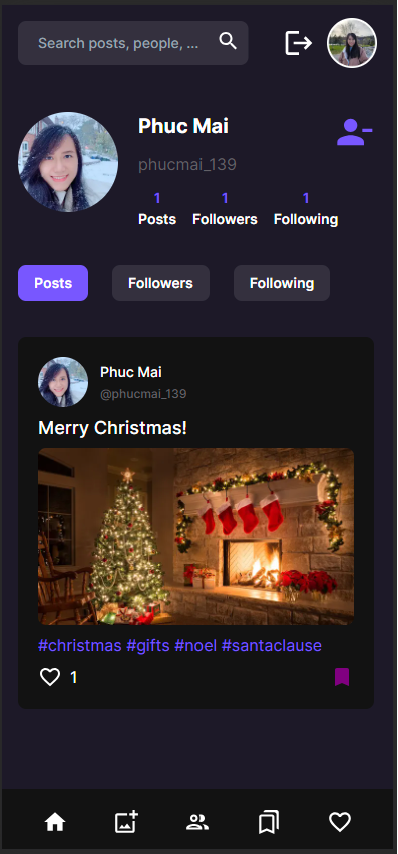 Search posts, people, ...
Phuc Mai
phucmai_139
1 1 1
Posts Followers Following
Posts Followers Following
Phuc Mai
@phucmai_139
Merry Christmas!
#christmas #gifts #noel #santaclause
1